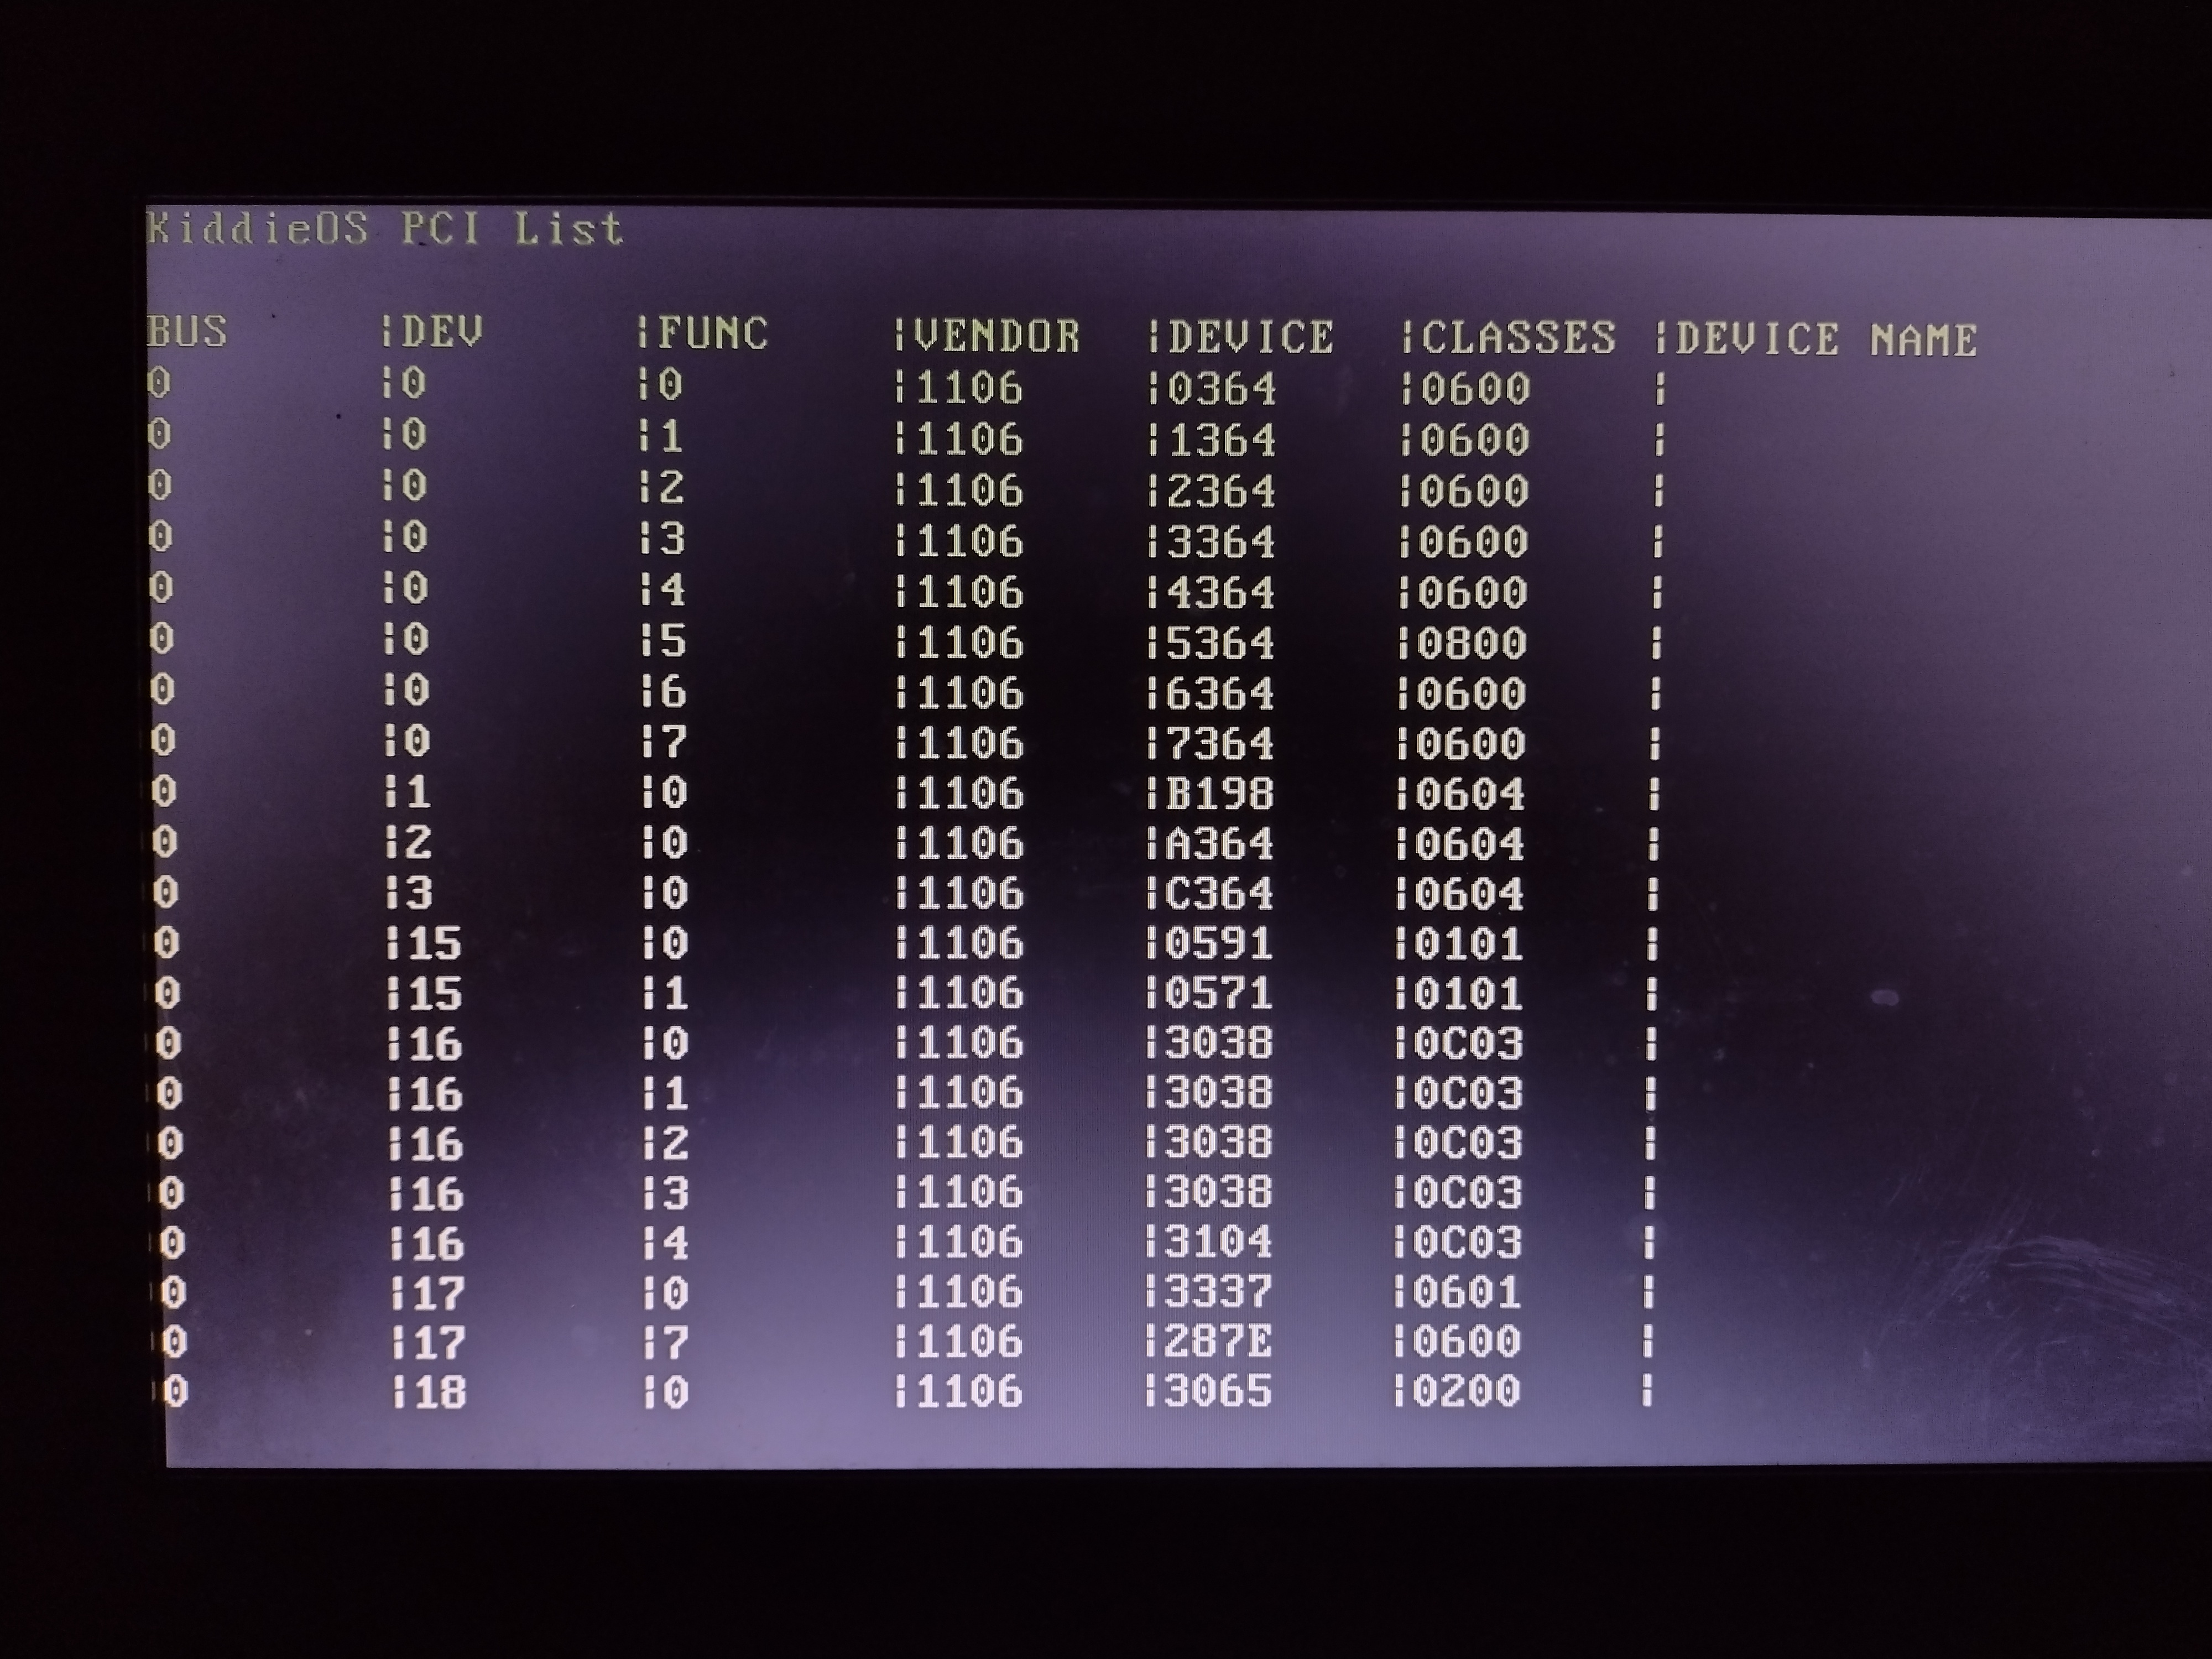 KiddieOS PCI List
BUS ¦DEV ¦FUNC ¦VENDOR ¦DEVICE ¦CLASSES ¦DEVICE NAME
0 ¦0 ¦0 ¦1106 ¦0364 ¦0600 ¦
0 ¦0 ¦1 ¦1106 ¦1364 ¦0600 ¦
0 ¦0 ¦2 ¦1106 ¦2364 ¦0600 ¦
0 ¦0 ¦3 ¦1106 ¦3364 ¦0600 ¦
0 ¦0 ¦4 ¦1106 ¦4364 ¦0600 ¦
0 ¦0 ¦5 ¦1106 ¦5364 ¦0800 ¦
0 ¦0 ¦6 ¦1106 ¦6364 ¦0600 ¦
0 ¦0 ¦7 ¦1106 ¦7364 ¦0600 ¦
0 ¦1 ¦0 ¦1106 ¦B198 ¦0604 ¦
0 ¦2 ¦0 ¦1106 ¦A364 ¦0604 ¦
0 ¦3 ¦0 ¦1106 ¦C364 ¦0604 ¦
0 ¦15 ¦0 ¦1106 ¦0591 ¦0101 ¦
0 ¦15 ¦1 ¦1106 ¦0571 ¦0101 ¦
0 ¦16 ¦0 ¦1106 ¦3038 ¦0C03 ¦
0 ¦16 ¦1 ¦1106 ¦3038 ¦0C03 ¦
0 ¦16 ¦2 ¦1106 ¦3038 ¦0C03 ¦
0 ¦16 ¦3 ¦1106 ¦3038 ¦0C03 ¦
0 ¦16 ¦4 ¦1106 ¦3104 ¦0C03 ¦
0 ¦17 ¦0 ¦1106 ¦3337 ¦0601 ¦
0 ¦17 ¦7 ¦1106 ¦287E ¦0600 ¦
0 ¦18 ¦0 ¦1106 ¦3065 ¦0200 ¦